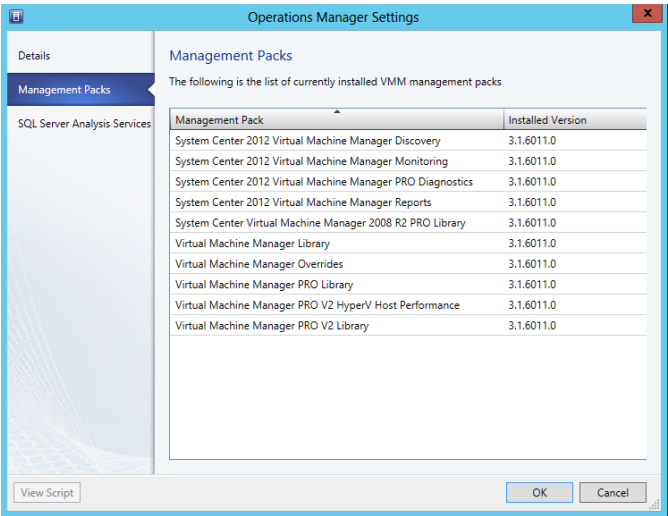 Operations Manager Settings
x
Details
Management Packs
SQL Server Analysis Services
Management Packs
The following is the list of currently installed VMM management packs
Management Pack Installed Version
System Center 2012 Virtual Machine Manager Discovery 3.1.6011.0
System Center 2012 Virtual Machine Manager Monitoring 3.1.6011.0
System Center 2012 Virtual Machine Manager PRO Diagnostics 3.1.6011.0
System Center 2012 Virtual Machine Manager Reports 3.1.6011.0
System Center Virtual Machine Manager 2008 R2 PRO Library 3.1.6011.0
Virtual Machine Manager Library 3.1.6011.0
Virtual Machine Manager Overrides 3.1.6011.0
Virtual Machine Manager PRO Library 3.1.6011.0
Virtual Machine Manager PRO V2 HyperV Host Performance 3.1.6011.0
Virtual Machine Manager PRO V2 Library 3.1.6011.0
View Script OK Cancel